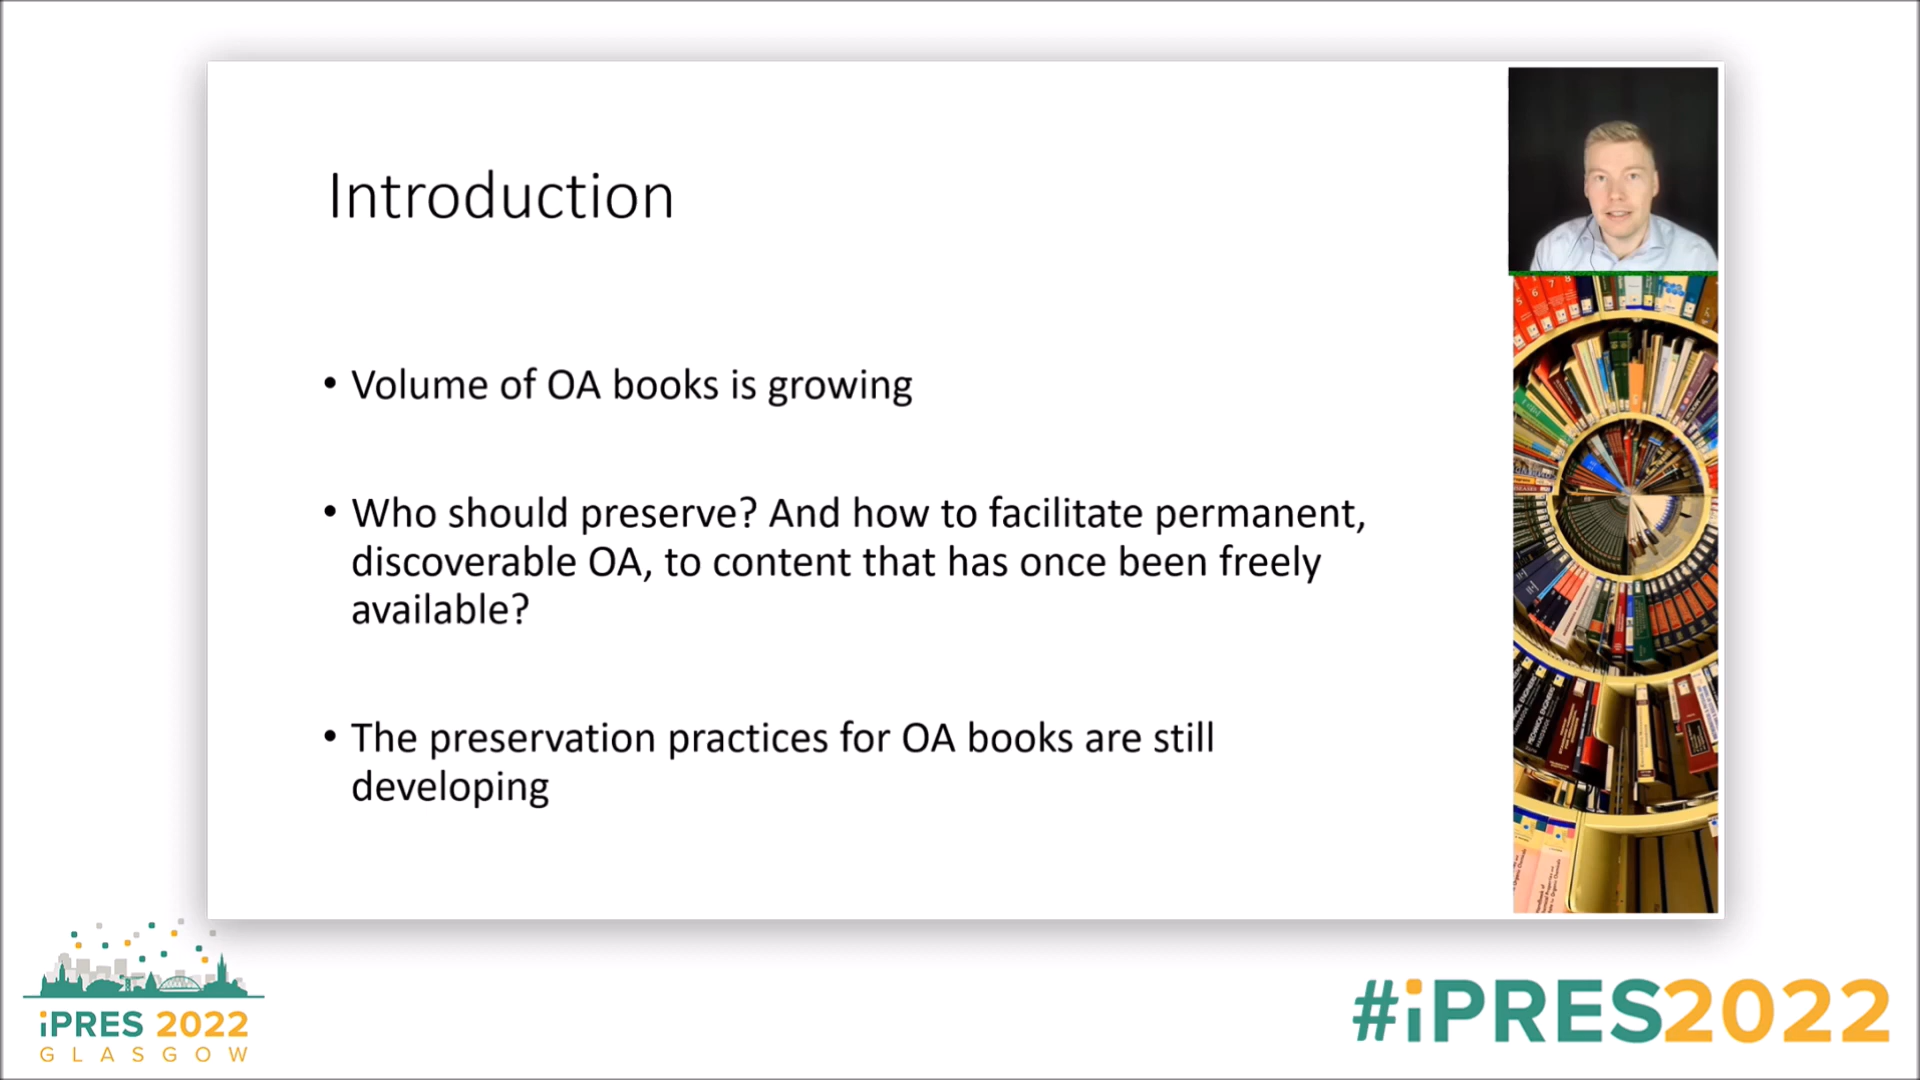 Introduction
• Volume of OA books is growing
• Who should preserve? And how to facilitate permanent,
discoverable OA, to content that has once been freely
available?
• The preservation practices for OA books are still
developing
iPRES 2022
GLASGOW
#iPRES2022